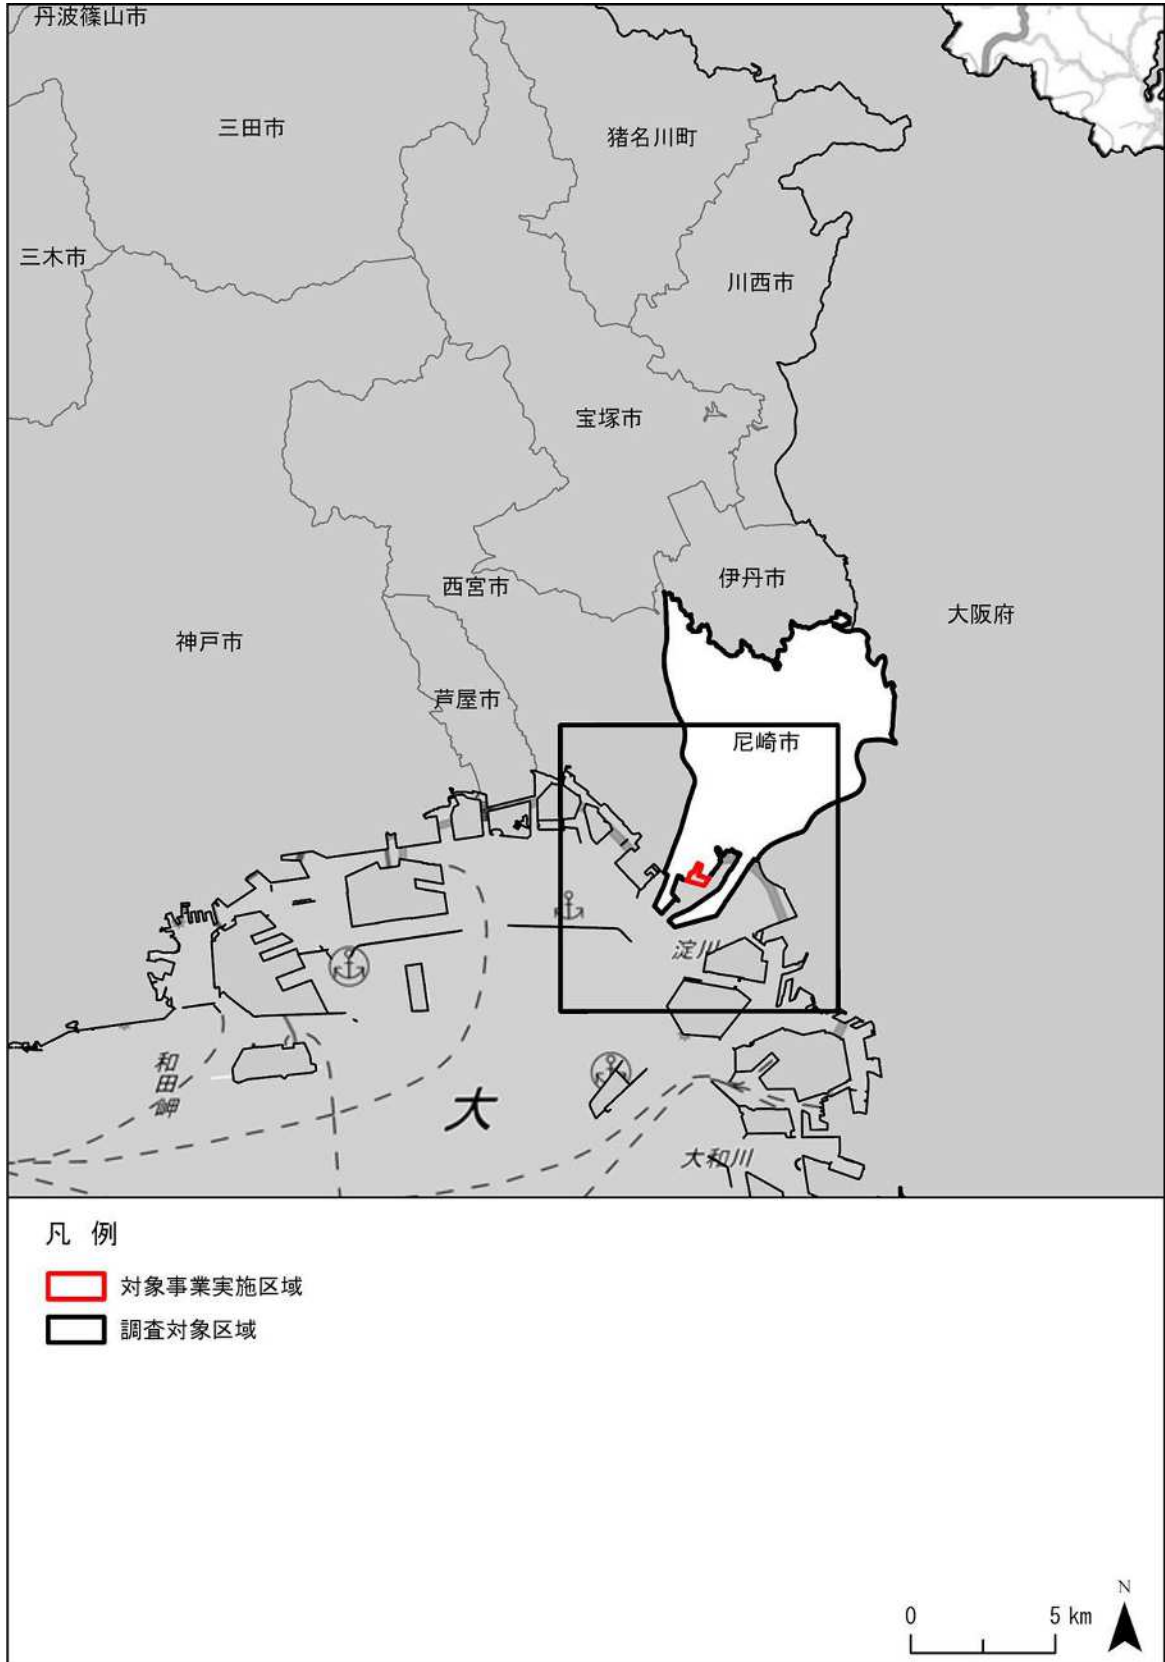 丹波篠山市
三田市
猪名川町
三木市
川西市
宝塚市
伊丹市
西宮市
大阪府
神戸市
芦屋市
尼崎市
淀川
和田岬
大
大和川
凡 例
対象事業実施区域
調査対象区域
N
0 5 km